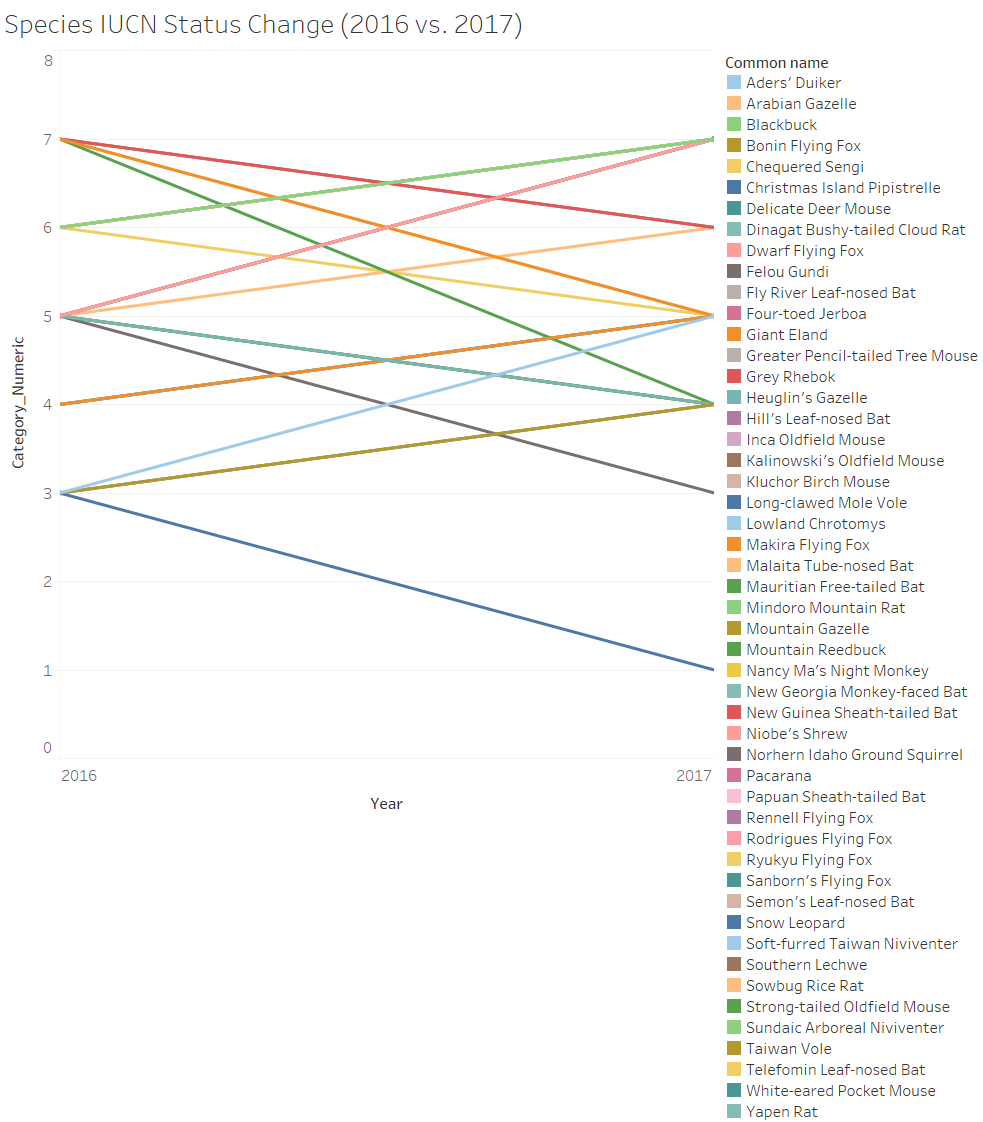 Species IUCN Status Change (2016 vs. 2017)
8
7
6
5
4
3
2
1
0
Category_Numeric
2016
2017
Year
Common name
Aders’ Duiker
Arabian Gazelle
Blackbuck
Bonin Flying Fox
Chequered Sengi
Christmas Island Pipistrelle
Delicate Deer Mouse
Dinagat Bushy-tailed Cloud Rat
Dwarf Flying Fox
Felou Gundi
Fly River Leaf-nosed Bat
Four-toed Jerboa
Giant Eland
Greater Pencil-tailed Tree Mouse
Grey Rhebok
Heuglin’s Gazelle
Hill’s Leaf-nosed Bat
Inca Oldfield Mouse
Kalinowski’s Oldfield Mouse
Kluchor Birch Mouse
Long-clawed Mole Vole
Lowland Chrotomys
Makira Flying Fox
Malaita Tube-nosed Bat
Mauritian Free-tailed Bat
Mindoro Mountain Rat
Mountain Gazelle
Mountain Reedbuck
Nancy Ma’s Night Monkey
New Georgia Monkey-faced Bat
New Guinea Sheath-tailed Bat
Niobe’s Shrew
Norhern Idaho Ground Squirrel
Pacarana
Papuan Sheath-tailed Bat
Rennell Flying Fox
Rodrigues Flying Fox
Ryukyu Flying Fox
Sanborn’s Flying Fox
Semon’s Leaf-nosed Bat
Snow Leopard
Soft-furred Taiwan Niviventer
Southern Lechwe
Sowbug Rice Rat
Strong-tailed Oldfield Mouse
Sundaic Arboreal Niviventer
Taiwan Vole
Telefomin Leaf-nosed Bat
White-eared Pocket Mouse
Yapen Rat